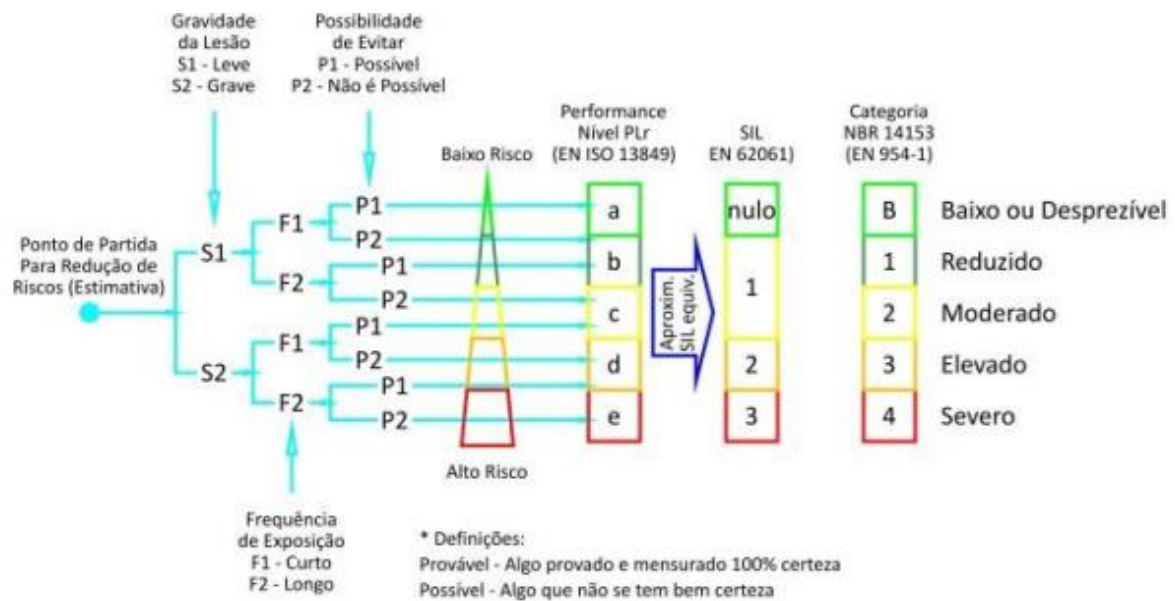 Gravidade
da Lesão
S1 - Leve
S2 - Grave
Possibilidade
de Evitar
P1 - Possível
P2 - Não é Possível
Performance
Nível PLr
(EN ISO 13849)
SIL
EN 62061)
Categoria
NBR 14153
(EN 954-1)
Baixo Risco
Ponto de Partida
Para Redução de
Riscos (Estimativa)
S1
S2
F1
F2
F1
F2
P1
P2
P1
P2
P1
P2
P1
P2
a
b
c
d
e
Aproxim.
SIL equiv.
nulo
1
2
3
B
1
2
3
4
Baixo ou Desprezível
Reduzido
Moderado
Elevado
Severo
Alto Risco
Frequência
de Exposição
F1 - Curto
F2 - Longo
* Definições:
Provável - Algo provado e mensurado 100% certeza
Possível - Algo que não se tem bem certeza